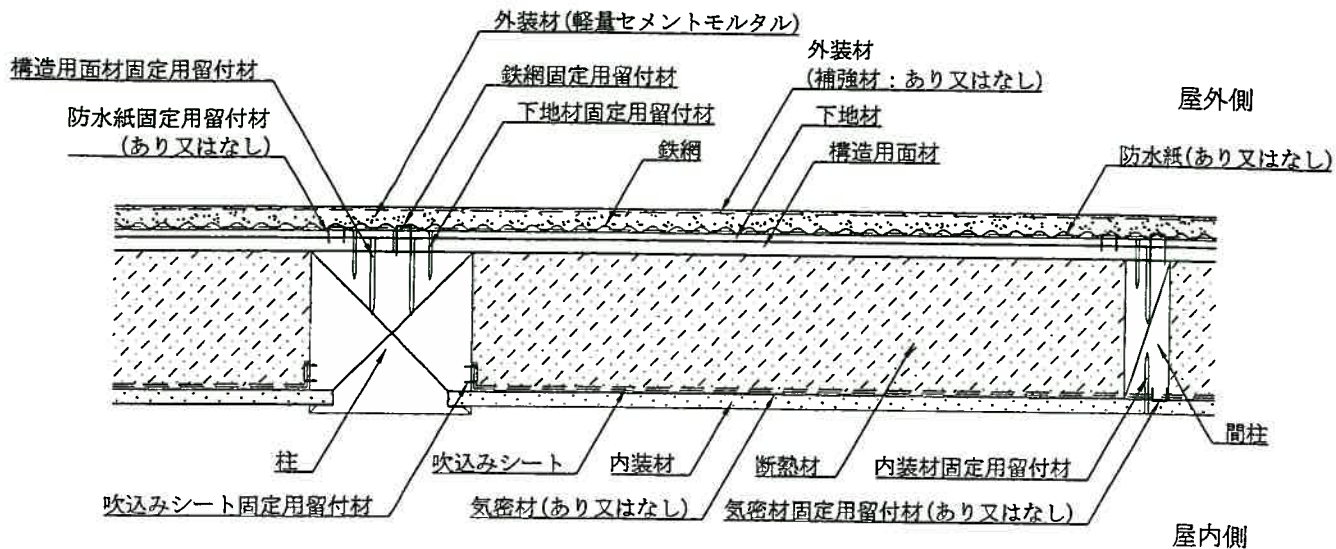 外装材(軽量セメントモルタル)
外装材
(補強材：あり又はなし)
屋外側
構造用面材固定用留付材
鉄網固定用留付材
防水紙固定用留付材
(あり又はなし)
下地材固定用留付材
下地材
鉄網
構造用面材
防水紙(あり又はなし)
柱
吹込みシート
内装材
断熱材
内装材固定用留付材
間柱
吹込みシート固定用留付材
気密材(あり又はなし)
気密材固定用留付材(あり又はなし)
屋内側